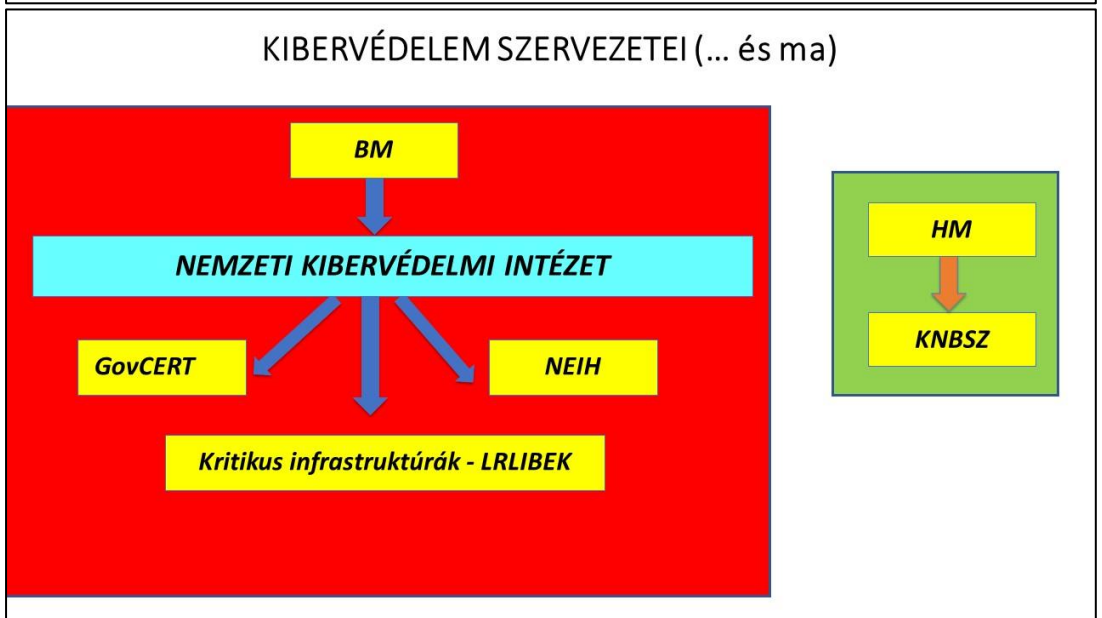 KIBERVÉDELEM SZERVEZETEI (... és ma)
BM
NEMZETI KIBERVÉDELMI INTÉZET
GovCERT
NEIH
Kritikus infrastruktúrák - LRLIBEK
HM
KNBSZ